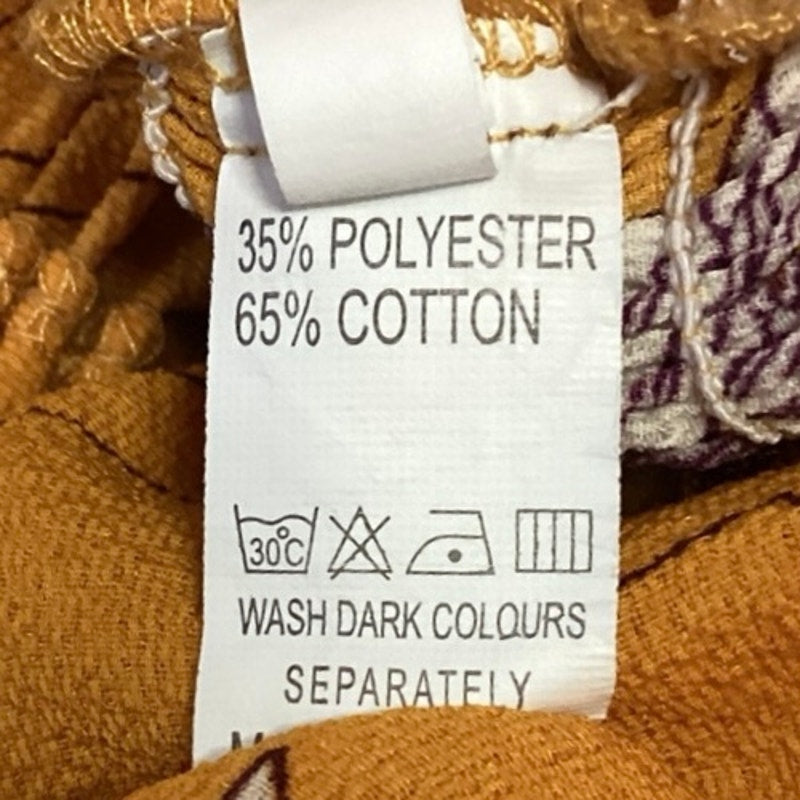 35% POLYESTER
65% COTTON
30°C
WASH DARK COLOURS
SEPARATELY